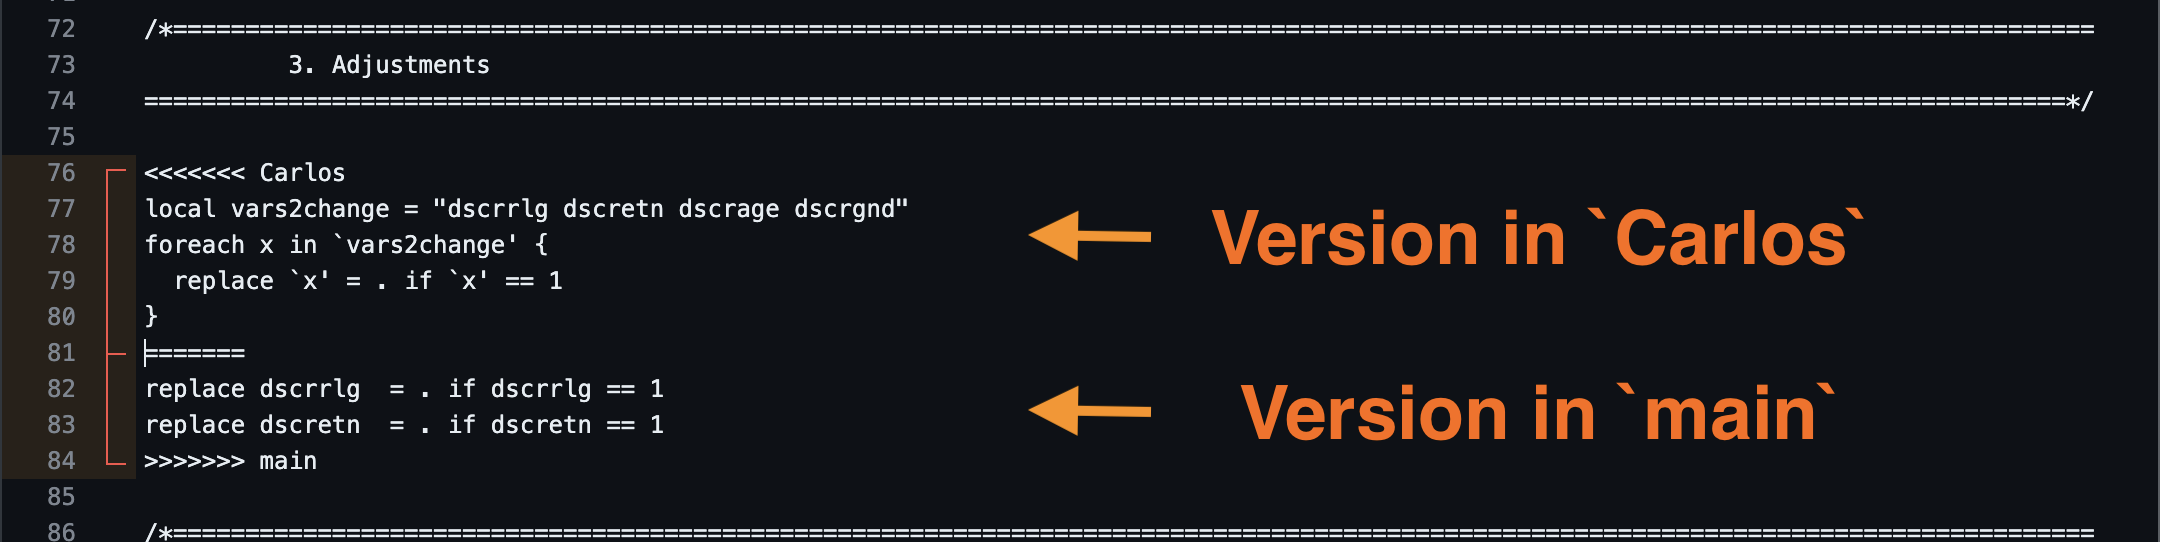 72 /*=====================================================================================================================================
73 3. Adjustments
74 =====================================================================================================================================*/
75
76 <<<<<<< Carlos
77 local vars2change = "dscrrlg dscretn dscrage dscrgnd"
78 foreach x in `vars2change' {
79 replace `x' = . if `x' == 1
80 }
81 =======
82 replace dscrrlg  = . if dscrrlg == 1
83 replace dscretn  = . if dscretn == 1
84 >>>>>>> main
85
86 /*=====================================================================================================================================
Version in `Carlos`
Version in `main`